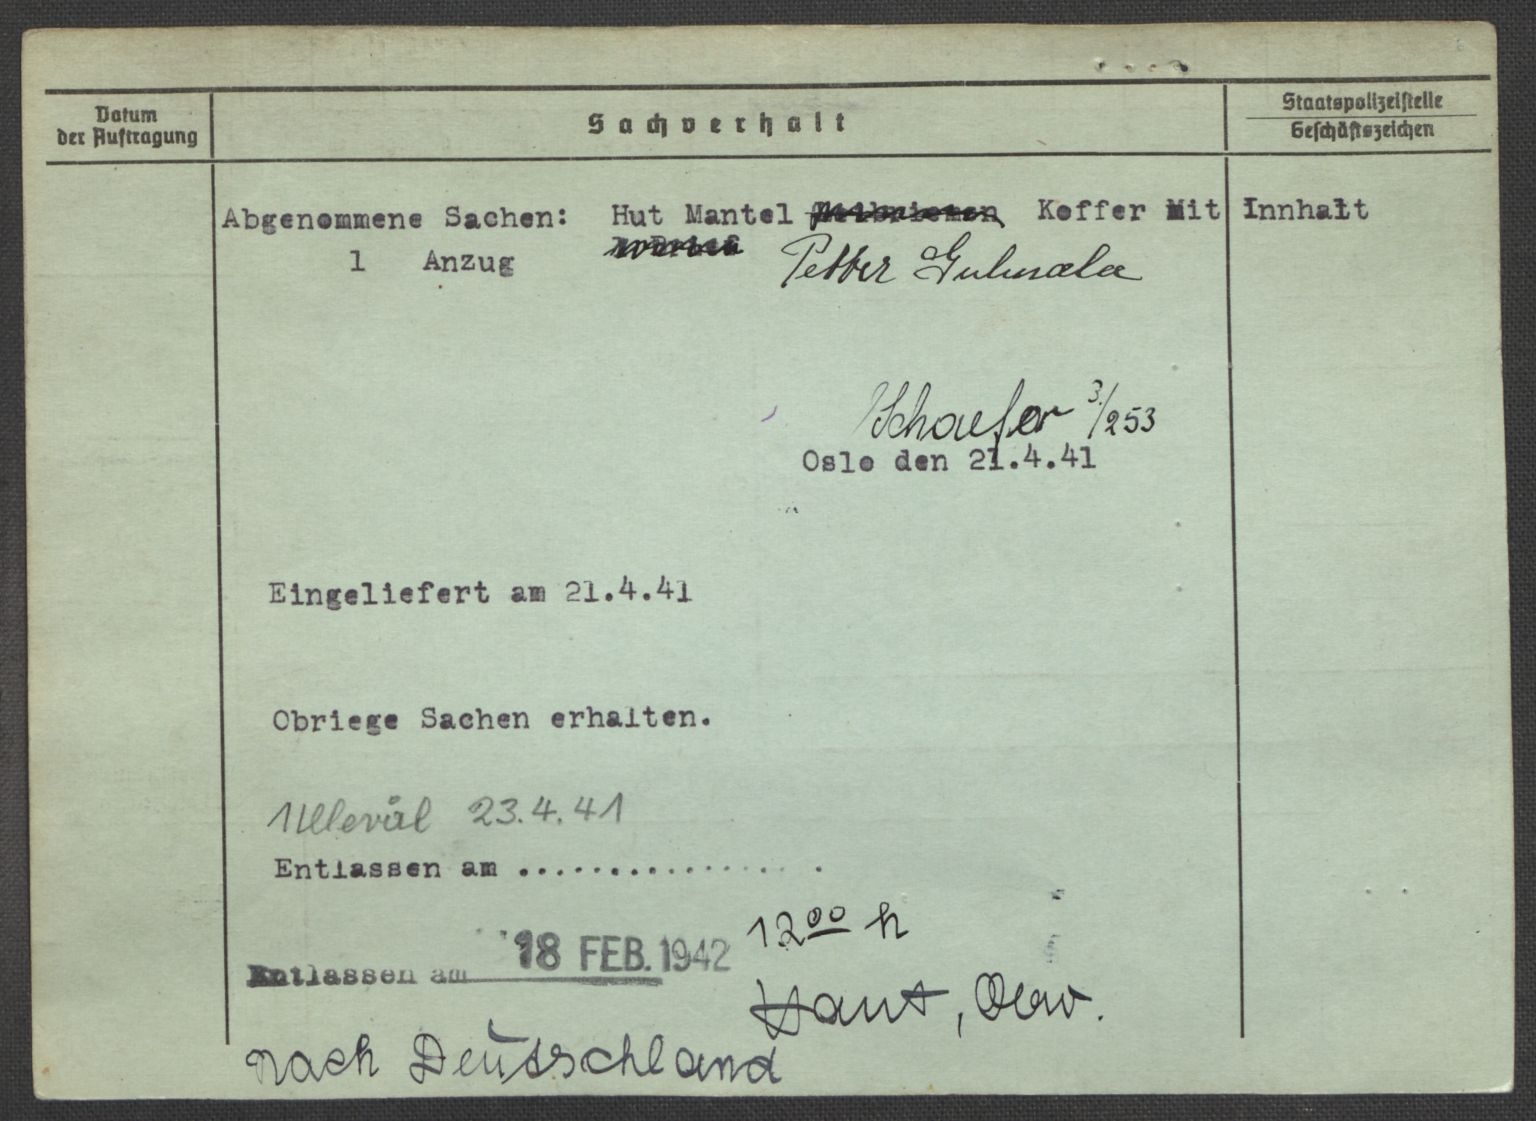 Datum
der Auftragung
Sachverhalt
Staatspolizeistelle
Geschäftszeichen
Abgenommene Sachen: Hut Mantel Koffer Mit Innhalt
1 Anzug
Petter
Schaefer 3/253
Oslo den 21.4.41
Eingeliefert am 21.4.41
Obriege Sachen erhalten.
Ullevål 23.4.41
Entlassen am .................
Entlassen am 18 FEB. 1942 12⁰⁰ h
nach Deutschland